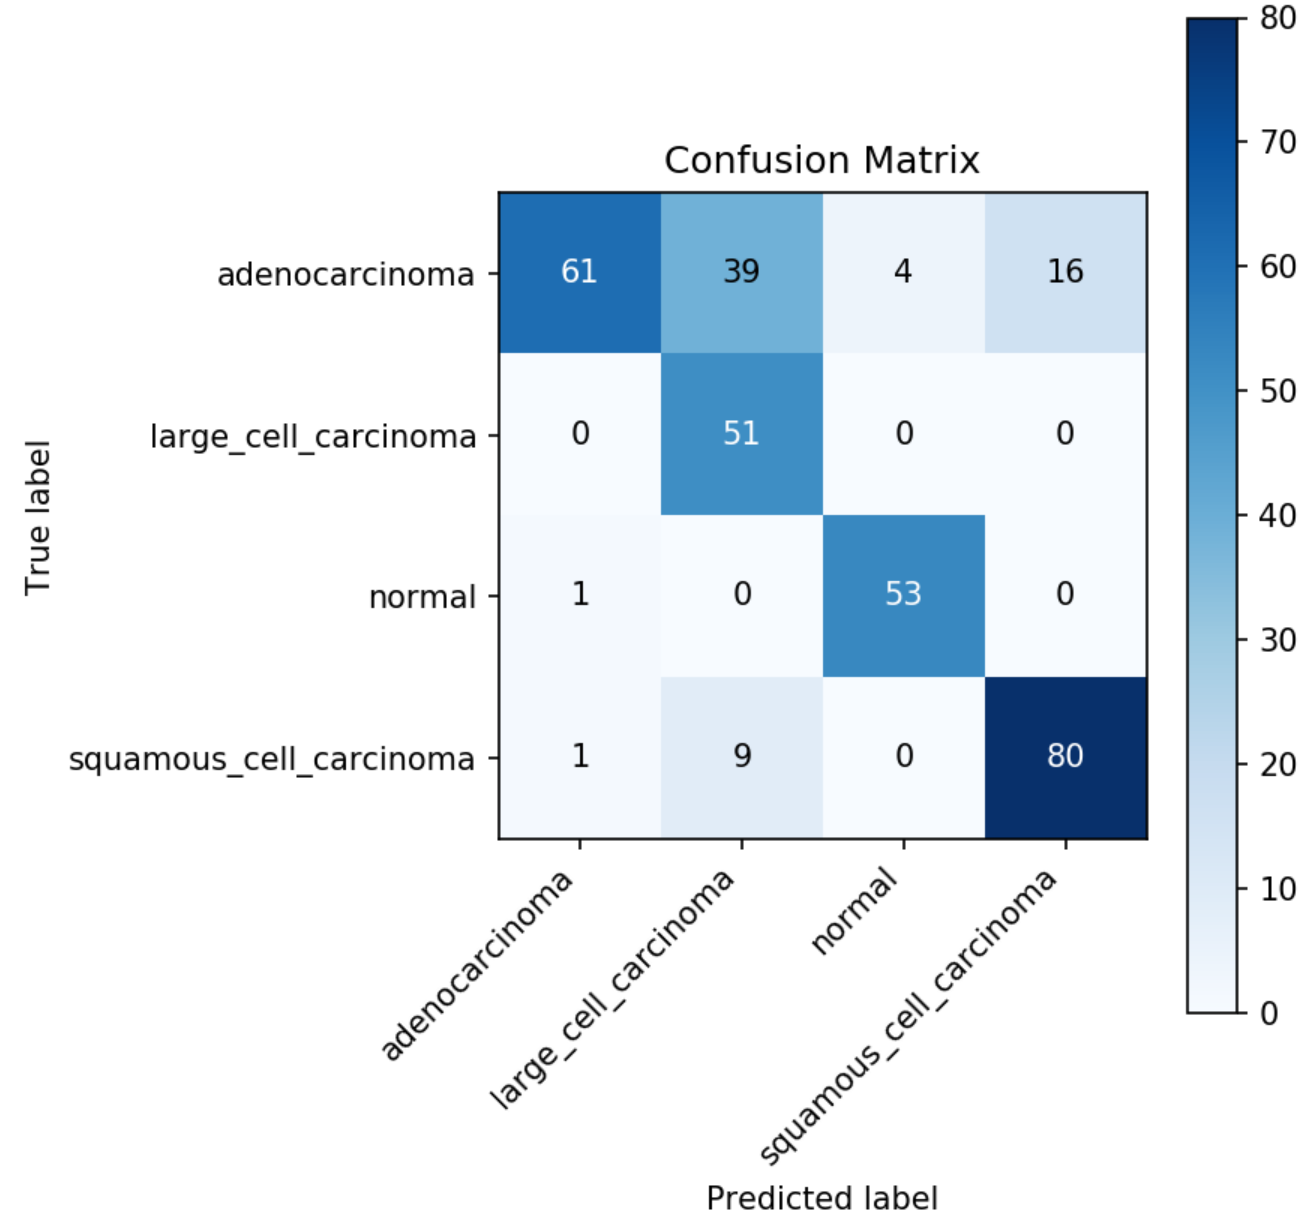 Confusion Matrix
True label
adenocarcinoma 61 39 4 16
large_cell_carcinoma 0 51 0 0
normal 1 0 53 0
squamous_cell_carcinoma 1 9 0 80
adenocarcinoma
large_cell_carcinoma
normal
squamous_cell_carcinoma
Predicted label
80
70
60
50
40
30
20
10
0